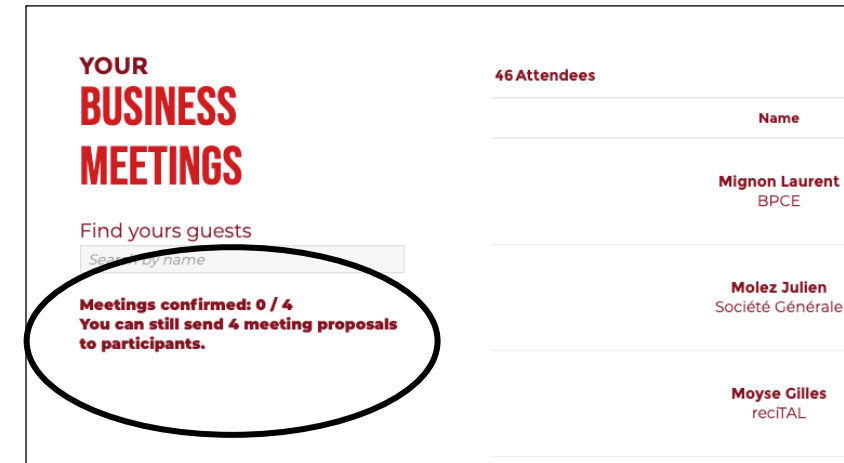 YOUR
BUSINESS
MEETINGS
Find yours guests
Search by name
Meetings confirmed: 0 / 4
You can still send 4 meeting proposals
to participants.
46 Attendees
Name
Mignon Laurent
BPCE
Molez Julien
Société Générale
Moyse Gilles
reciTAL